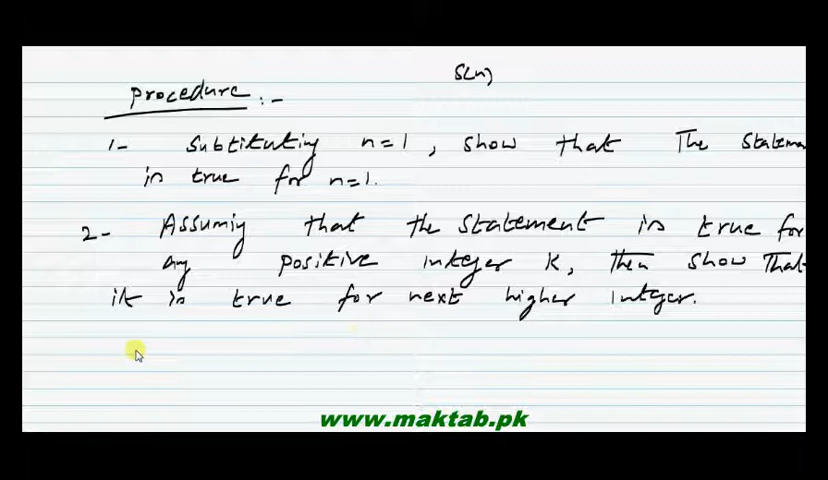 S(n)
Procedure :-
1- Substituting n=1, show that The statem
is true for n=1.
2- Assuming that the statement is true for
any positive integer K, then show that
it is true for next higher integer.
www.maktab.pk